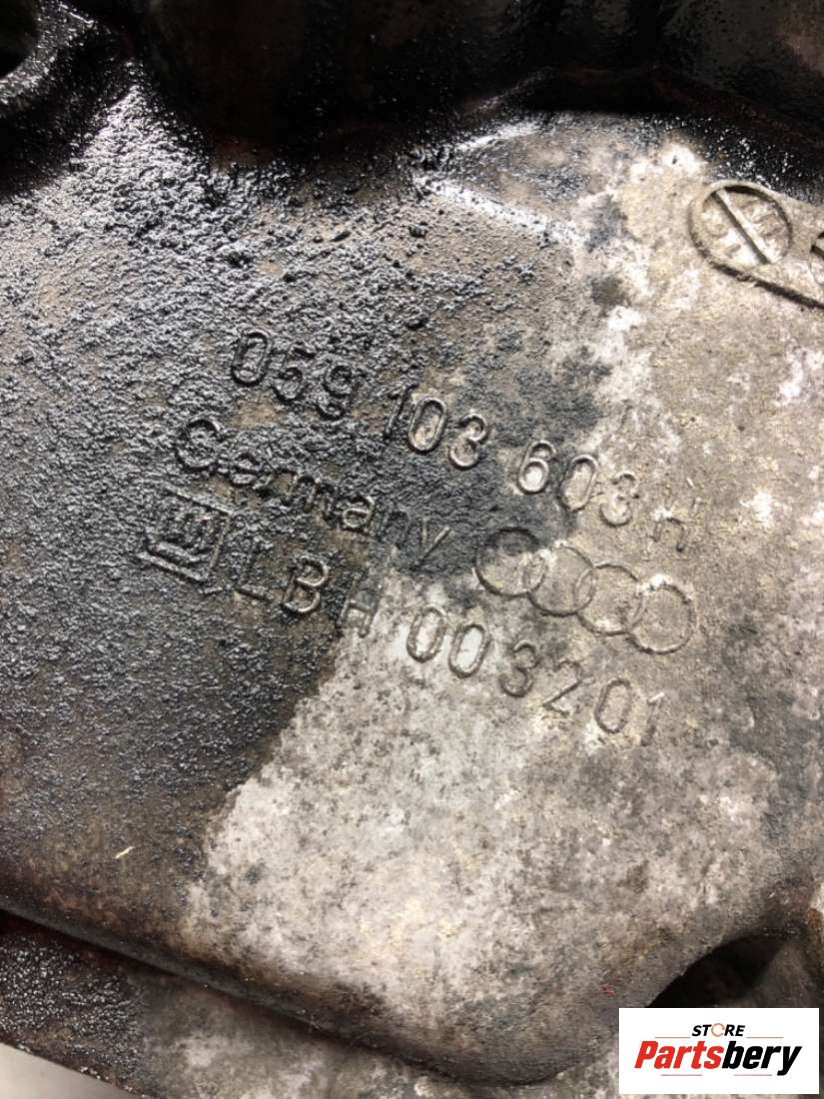 059 103 603 H
Germany
LBH 003201
STORE
Partsbery